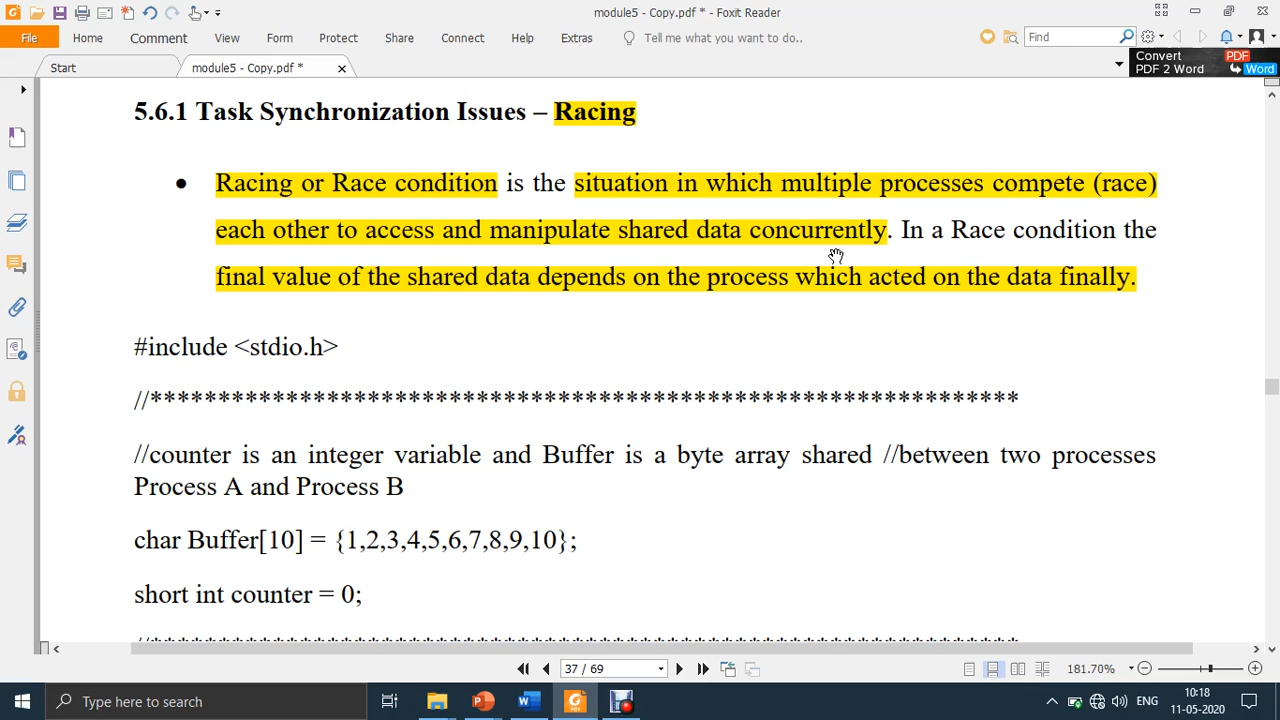 module5 - Copy.pdf * - Foxit Reader
File Home Comment View Form Protect Share Connect Help Extras Tell me what you want to do.. Find
Start module5 - Copy.pdf * Convert PDF
PDF 2 Word Word
5.6.1 Task Synchronization Issues – Racing
• Racing or Race condition is the situation in which multiple processes compete (race)
each other to access and manipulate shared data concurrently. In a Race condition the
final value of the shared data depends on the process which acted on the data finally.
#include <stdio.h>
//****************************************************************
//counter is an integer variable and Buffer is a byte array shared //between two processes
Process A and Process B
char Buffer[10] = {1,2,3,4,5,6,7,8,9,10};
short int counter = 0;
//****************************************************************
37 / 69 181.70%
Type here to search ENG 10:18
11-05-2020